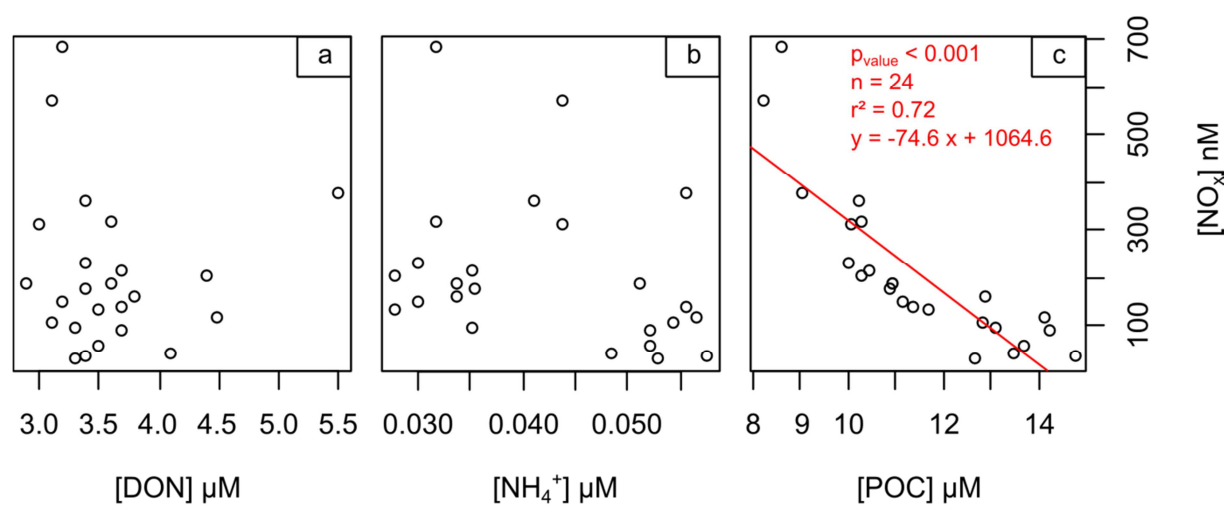 a
b
c
p_value < 0.001
n = 24
r² = 0.72
y = -74.6 x + 1064.6
700
500
300
100
[NOx] nM
3.0 3.5 4.0 4.5 5.0 5.5
0.030 0.040 0.050
8 9 10 12 14
[DON] µM
[NH₄⁺] µM
[POC] µM